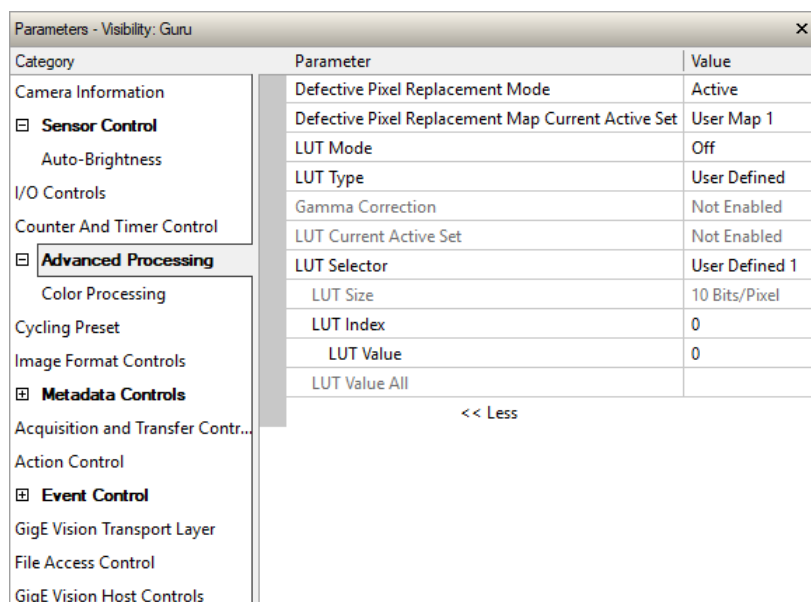 Parameters - Visibility: Guru
Category
Camera Information
Sensor Control
Auto-Brightness
I/O Controls
Counter And Timer Control
Advanced Processing
Color Processing
Cycling Preset
Image Format Controls
Metadata Controls
Acquisition and Transfer Contr...
Action Control
Event Control
GigE Vision Transport Layer
File Access Control
GigE Vision Host Controls
Parameter Value
Defective Pixel Replacement Mode Active
Defective Pixel Replacement Map Current Active Set User Map 1
LUT Mode Off
LUT Type User Defined
Gamma Correction Not Enabled
LUT Current Active Set Not Enabled
LUT Selector User Defined 1
LUT Size 10 Bits/Pixel
LUT Index 0
LUT Value 0
LUT Value All
<< Less